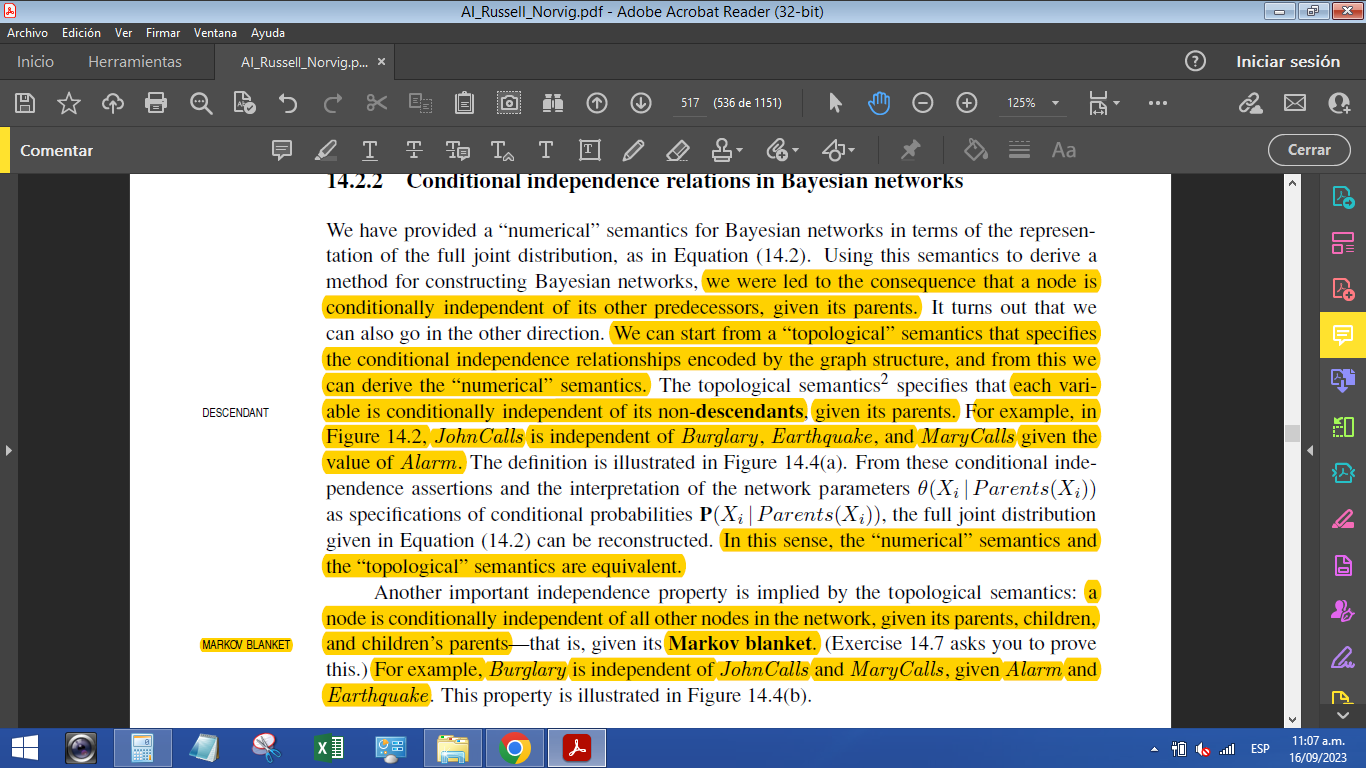 AI_Russell_Norvig.pdf - Adobe Acrobat Reader (32-bit)
Archivo Edición Ver Firmar Ventana Ayuda
Inicio Herramientas AI_Russell_Norvig.p... × Iniciar sesión
517 (536 de 1151) 125%
Comentar Cerrar
14.2.2 Conditional independence relations in Bayesian networks
We have provided a “numerical” semantics for Bayesian networks in terms of the represen-
tation of the full joint distribution, as in Equation (14.2). Using this semantics to derive a
method for constructing Bayesian networks, we were led to the consequence that a node is
conditionally independent of its other predecessors, given its parents. It turns out that we
can also go in the other direction. We can start from a “topological” semantics that specifies
the conditional independence relationships encoded by the graph structure, and from this we
can derive the “numerical” semantics. The topological semantics² specifies that each vari-
DESCENDANT able is conditionally independent of its non-descendants, given its parents. For example, in
Figure 14.2, JohnCalls is independent of Burglary, Earthquake, and MaryCalls given the
value of Alarm. The definition is illustrated in Figure 14.4(a). From these conditional inde-
pendence assertions and the interpretation of the network parameters θ(Xᵢ | Parents(Xᵢ))
as specifications of conditional probabilities P(Xᵢ | Parents(Xᵢ)), the full joint distribution
given in Equation (14.2) can be reconstructed. In this sense, the “numerical” semantics and
the “topological” semantics are equivalent.
Another important independence property is implied by the topological semantics: a
node is conditionally independent of all other nodes in the network, given its parents, children,
MARKOV BLANKET and children’s parents—that is, given its Markov blanket. (Exercise 14.7 asks you to prove
this.) For example, Burglary is independent of JohnCalls and MaryCalls, given Alarm and
Earthquake. This property is illustrated in Figure 14.4(b).
ESP 11:07 a.m.
16/09/2023